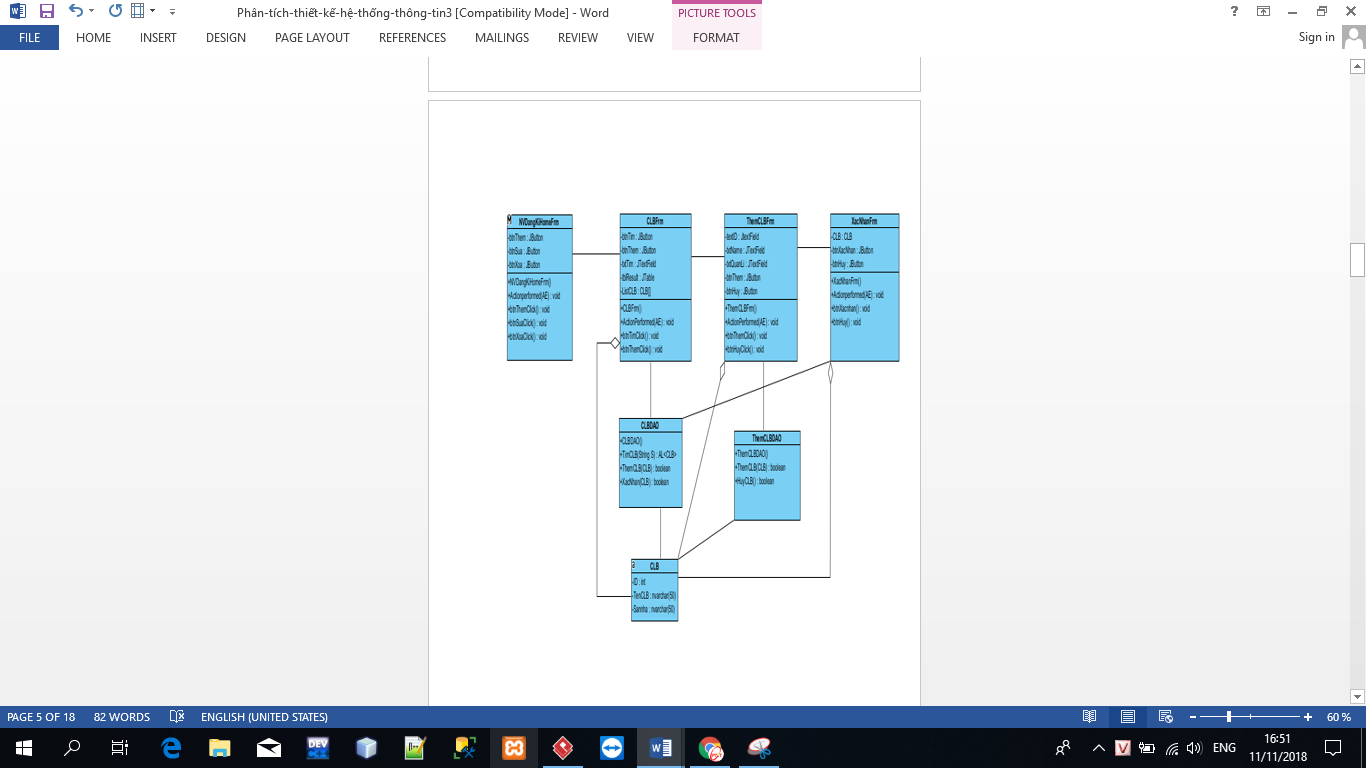 Phân-tích-thiết-kế-hệ-thống-thông-tin3 [Compatibility Mode] - Word
PICTURE TOOLS
FILE
HOME
INSERT
DESIGN
PAGE LAYOUT
REFERENCES
MAILINGS
REVIEW
VIEW
FORMAT
Sign in
NVDangKiHomeFrm
-btnThem : JButton
-btnSua : JButton
-btnXoa : JButton
+NVDangKiHomeFrm()
+Actionperformed(AE) : void
+btnThemClick() : void
+btnSuaClick() : void
+btnXoaClick() : void
CLBFrm
-btnTim : JButton
-btnThem : JButton
-txtTim : JTextField
-tblResult : JTable
-ListCLB : CLB[]
+CLBFrm()
+ActionPerformed(AE) : void
+btnTimClick() : void
+btnThemClick() : void
ThemCLBFrm
-textID : JtextField
-txtName : JTextField
-txtQuanLi : JTextField
-btnThem : JButton
-btnHuy : JButton
+ThemCLBFrm()
+ActionPerformed(AE) : void
+btnThemClick() : void
+btnHuyClick() : void
XacNhanFrm
-CLB : CLB
-btnXacNhan : JButton
-btnHuy : JButton
+XacNhanFrm()
+Actionperformed(AE) : void
+btnXacnhan() : void
+btnHuy() : void
CLBDAO
+CLBDAO()
+TimCLB(String S) : AL<CLB>
+ThemCLB(CLB) : boolean
+XacNhan(CLB) : boolean
ThemCLBDAO
+ThemCLBDAO()
+ThemCLB(CLB) : boolean
+HuyCLB() : boolean
CLB
-ID : int
-TenCLB : nvarchar(50)
-Sannha : nvarchar(50)
PAGE 5 OF 18
82 WORDS
ENGLISH (UNITED STATES)
60 %
DEV
ENG
16:51
11/11/2018